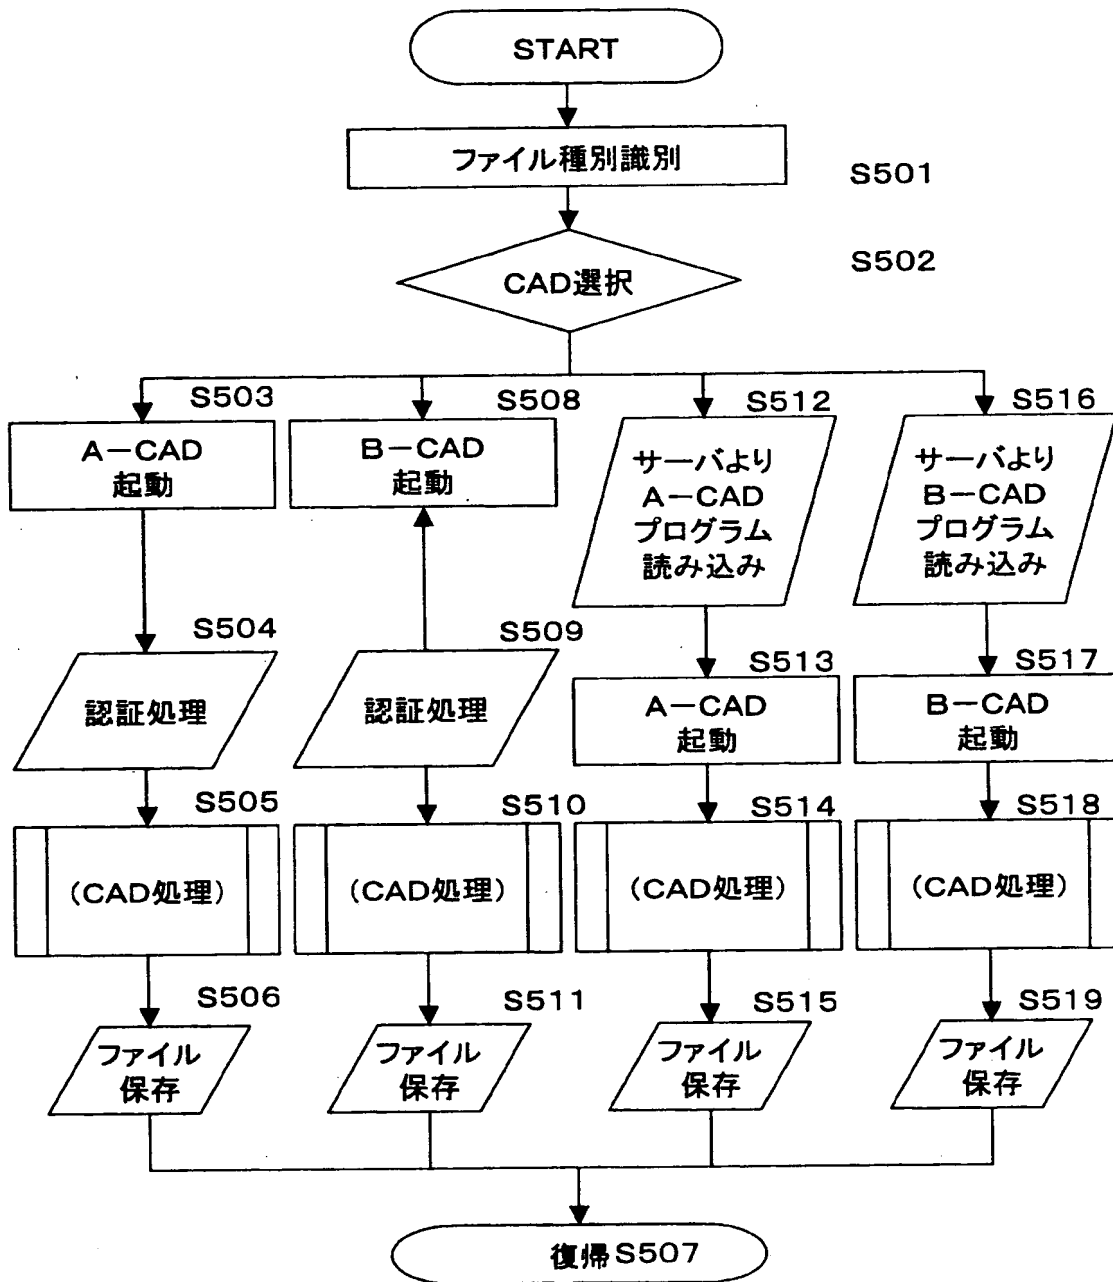 START
ファイル種別識別
S501
CAD選択
S502
S503
A－CAD
起動
S504
認証処理
S505
(CAD処理)
S506
ファイル
保存
S508
B－CAD
起動
S509
認証処理
S510
(CAD処理)
S511
ファイル
保存
S512
サーバより
A－CAD
プログラム
読み込み
S513
A－CAD
起動
S514
(CAD処理)
S515
ファイル
保存
S516
サーバより
B－CAD
プログラム
読み込み
S517
B－CAD
起動
S518
(CAD処理)
S519
ファイル
保存
復帰S507